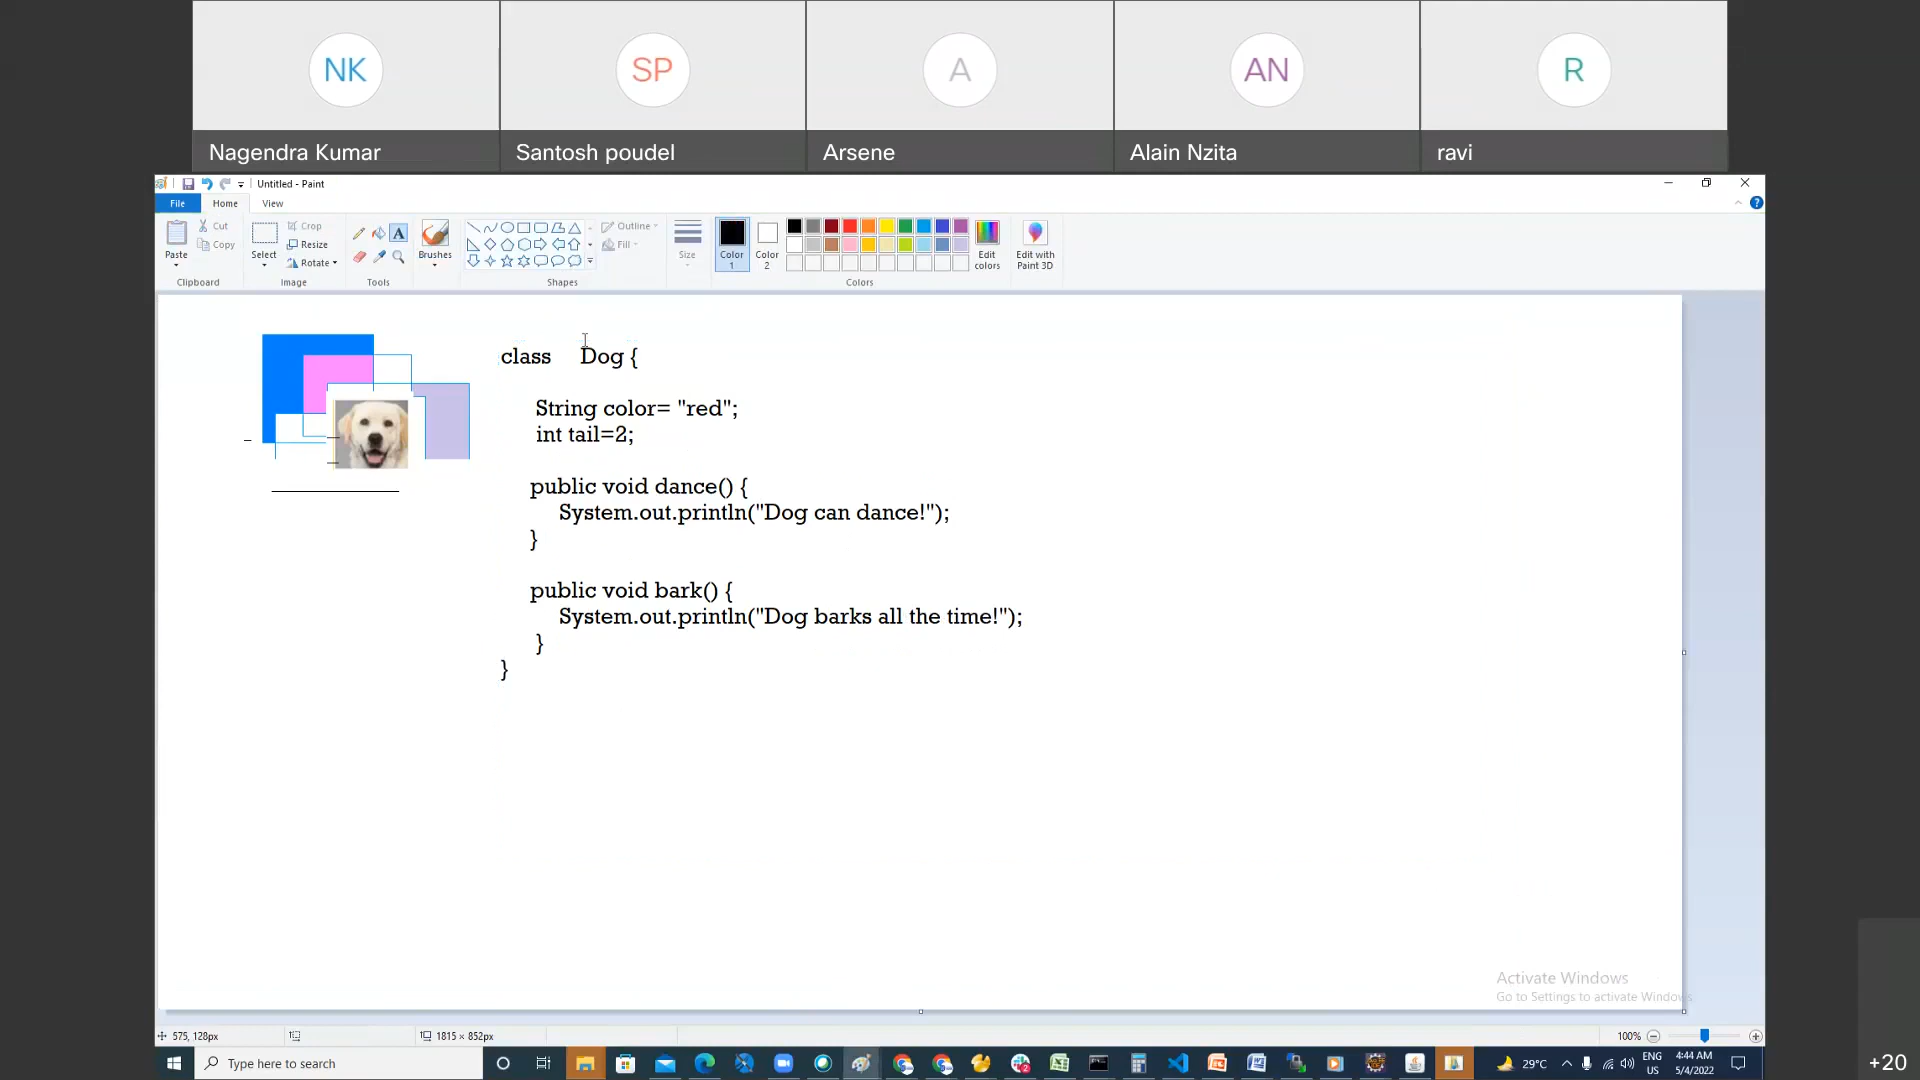 NK
SP
A
AN
R
Nagendra Kumar
Santosh poudel
Arsene
Alain Nzita
ravi
Untitled - Paint
File
Home
View
Paste
Cut
Copy
Clipboard
Select
Crop
Resize
Rotate
Image
A
Tools
Brushes
Outline
Fill
Shapes
Size
Color 1
Color 2
Edit colors
Edit with Paint 3D
Colors
class Dog {
String color= "red";
int tail=2;
public void dance() {
System.out.println("Dog can dance!");
}
public void bark() {
System.out.println("Dog barks all the time!");
}
}
Activate Windows
Go to Settings to activate Windows
575, 128px
1815 × 852px
100%
Type here to search
29°C
ENG
US
4:44 AM
5/4/2022
+20